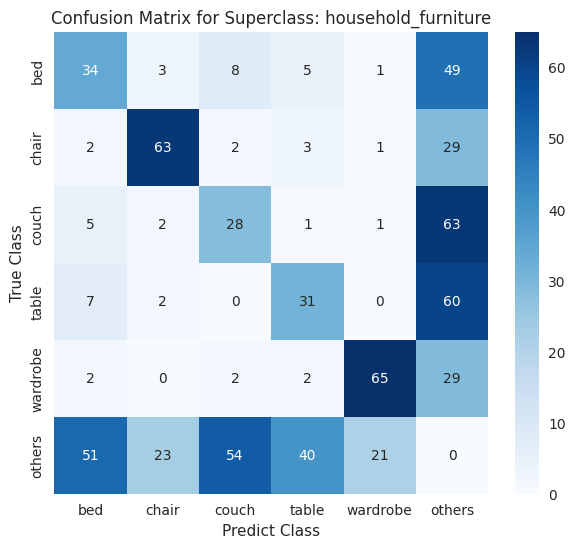 Confusion Matrix for Superclass: household_furniture
bed 34 3 8 5 1 49
chair 2 63 2 3 1 29
couch 5 2 28 1 1 63
table 7 2 0 31 0 60
wardrobe 2 0 2 2 65 29
others 51 23 54 40 21 0
bed chair couch table wardrobe others
Predict Class
True Class
60
50
40
30
20
10
0